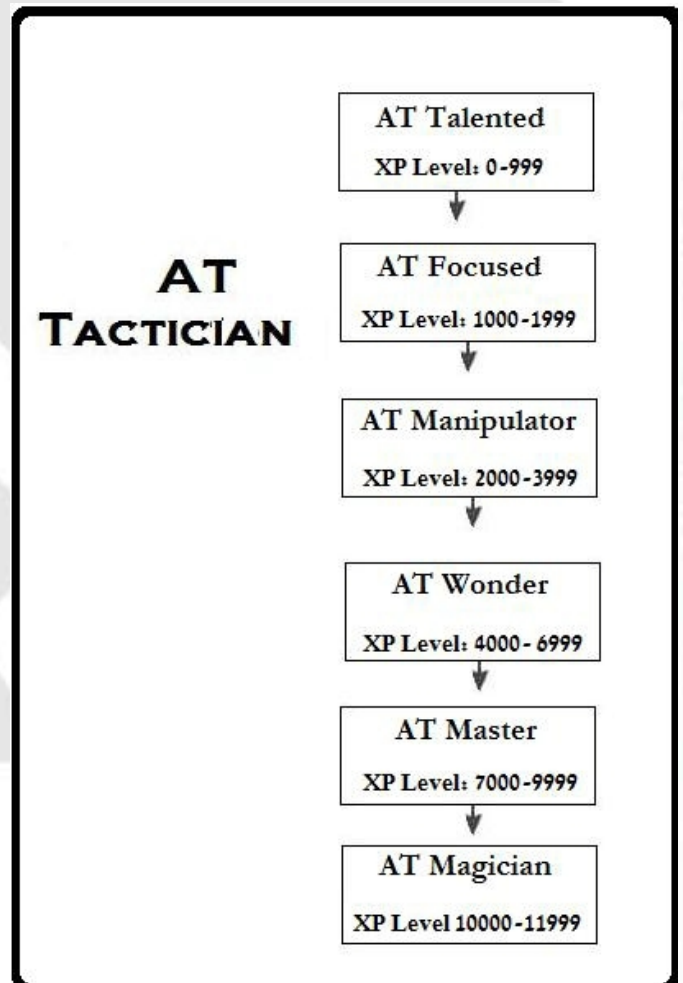 AT Talented
XP Level: 0-999
AT
TACTICIAN
AT Focused
XP Level: 1000-1999
AT Manipulator
XP Level: 2000-3999
AT Wonder
XP Level: 4000- 6999
AT Master
XP Level: 7000-9999
AT Magician
XP Level 10000-11999